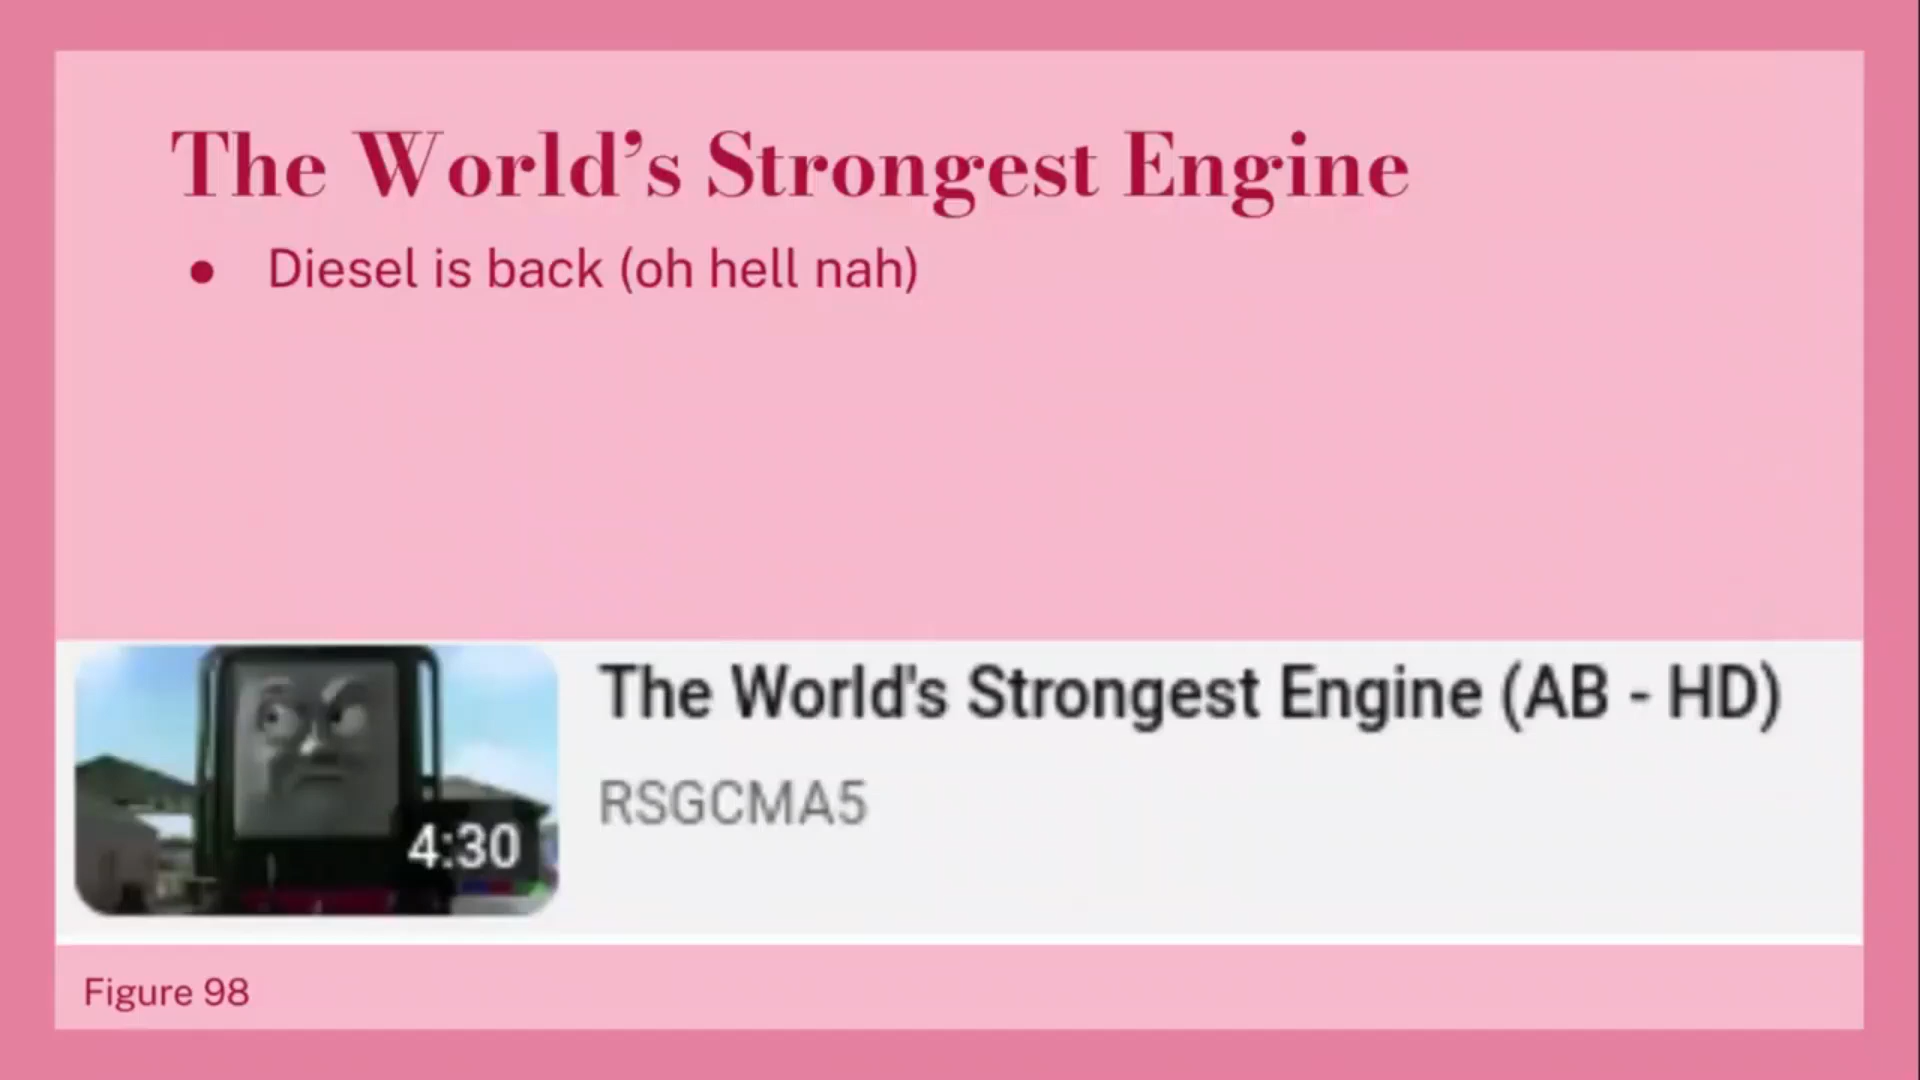 The World’s Strongest Engine
● Diesel is back (oh hell nah)
The World's Strongest Engine (AB - HD)
RSGCMA5
4:30
Figure 98